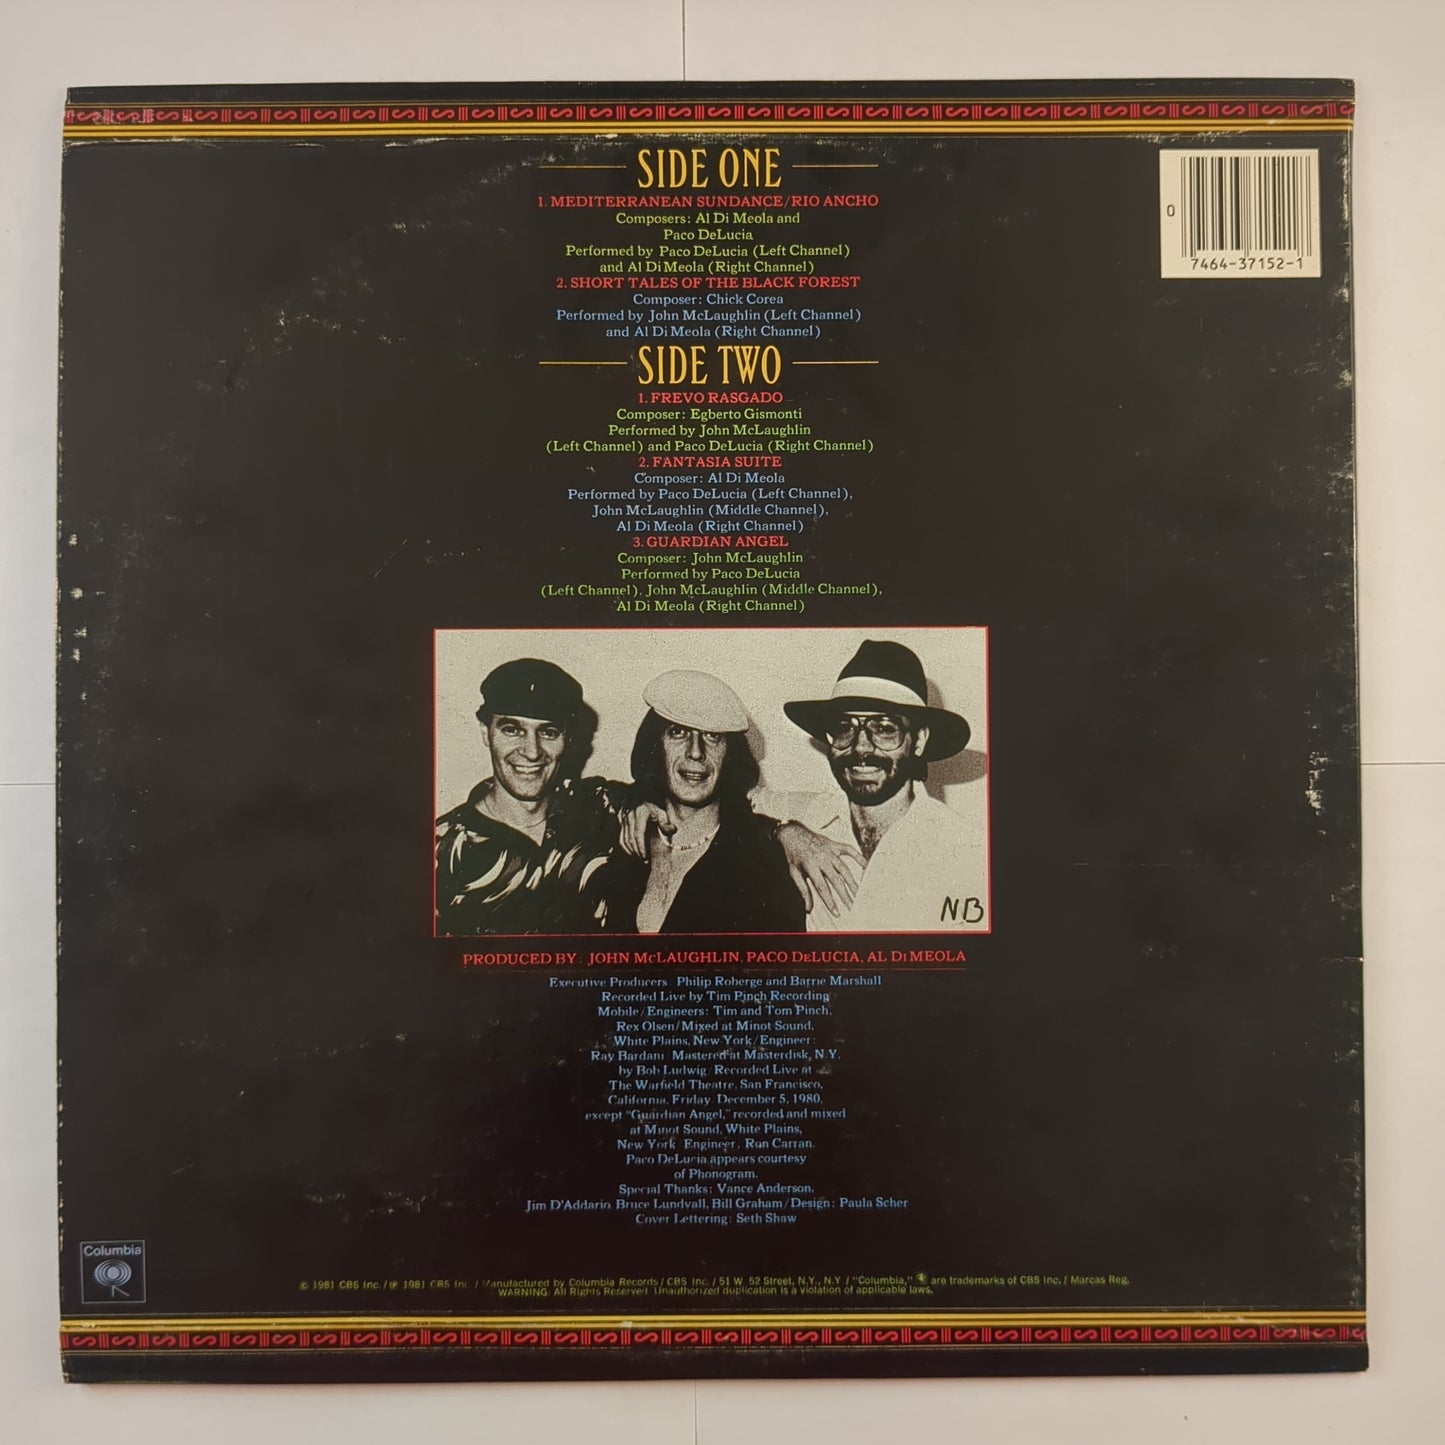 SIDE ONE
1. MEDITERRANEAN SUNDANCE/RIO ANCHO
Composers: Al Di Meola and
Paco DeLucia
Performed by Paco DeLucia (Left Channel)
and Al Di Meola (Right Channel)
2. SHORT TALES OF THE BLACK FOREST
Composer: Chick Corea
Performed by John McLaughlin (Left Channel)
and Al Di Meola (Right Channel)
SIDE TWO
1. FREVO RASGADO
Composer: Egberto Gismonti
Performed by John McLaughlin
(Left Channel) and Paco DeLucia (Right Channel)
2. FANTASIA SUITE
Composer: Al Di Meola
Performed by Paco DeLucia (Left Channel),
John McLaughlin (Middle Channel),
Al Di Meola (Right Channel)
3. GUARDIAN ANGEL
Composer: John McLaughlin
Performed by Paco DeLucia
(Left Channel), John McLaughlin (Middle Channel),
Al Di Meola (Right Channel)
0
7464-37152-1
NB
PRODUCED BY: JOHN McLAUGHLIN, PACO DeLUCIA, AL Di MEOLA
Executive Producers: Philip Roberge and Barrie Marshall
Recorded Live by Tim Pinch Recording
Mobile/Engineers: Tim and Tom Pinch,
Rex Olsen/Mixed at Minot Sound,
White Plains, New York/Engineer:
Ray Bardani/Mastered at Masterdisk, N.Y.
by Bob Ludwig/Recorded Live at
The Warfield Theatre, San Francisco,
California, Friday, December 5, 1980,
except "Guardian Angel," recorded and mixed
at Minot Sound, White Plains,
New York. Engineer: Ron Carran.
Paco DeLucia appears courtesy
of Phonogram.
Special Thanks: Vance Anderson,
Jim D'Addario, Bruce Lundvall, Bill Graham/Design: Paula Scher
Cover Lettering: Seth Shaw
Columbia
© 1981 CBS Inc./℗ 1981 CBS Inc./Manufactured by Columbia Records/CBS Inc./51 W. 52 Street, N.Y., N.Y./"Columbia," are trademarks of CBS Inc./Marcas Reg.
WARNING: All Rights Reserved. Unauthorized duplication is a violation of applicable laws.